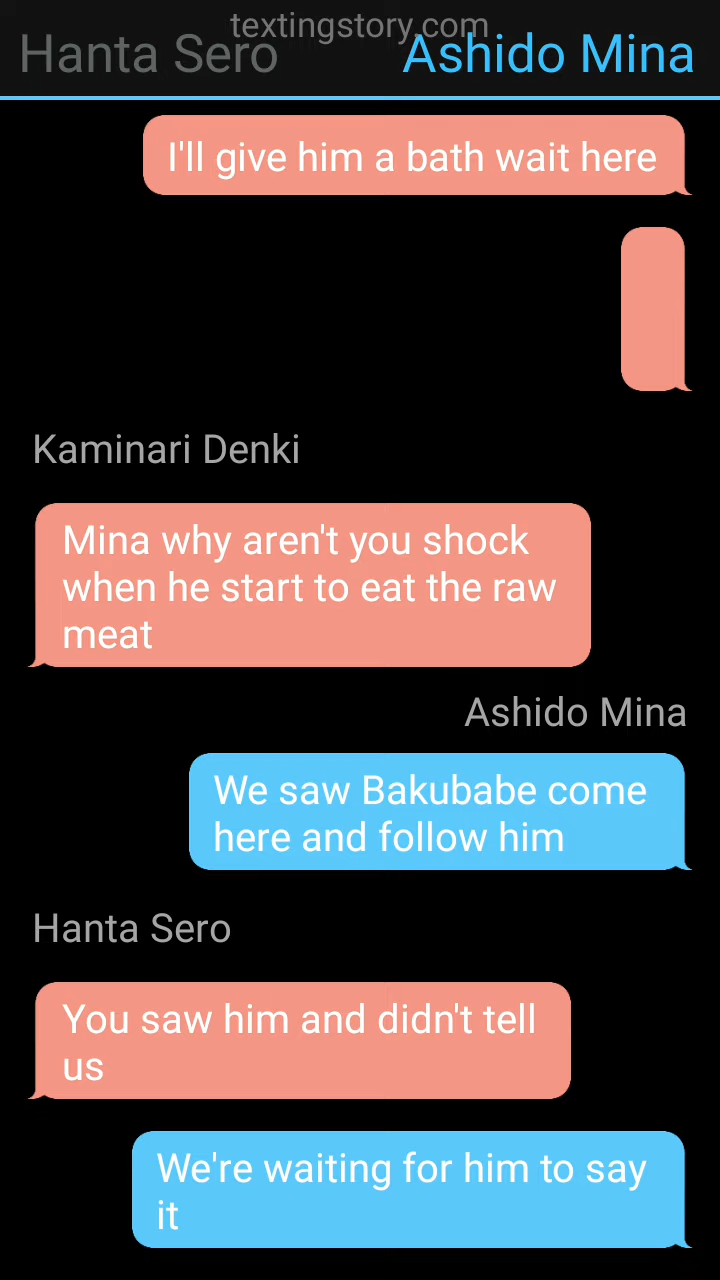 textingstory.com
Hanta Sero Ashido Mina
I'll give him a bath wait here
Kaminari Denki
Mina why aren't you shock
when he start to eat the raw
meat
Ashido Mina
We saw Bakubabe come
here and follow him
Hanta Sero
You saw him and didn't tell
us
We're waiting for him to say
it